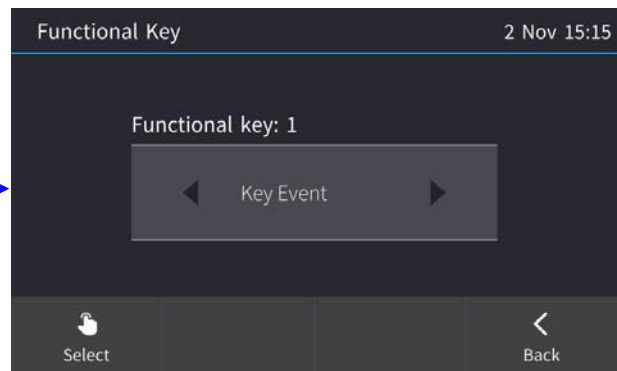 Functional Key 2 Nov 15:15
Functional key: 1
Key Event
Select Back